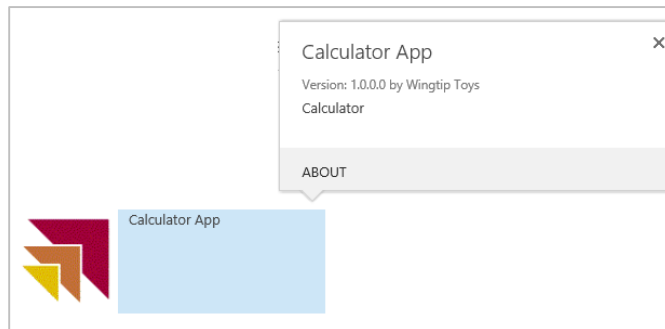 Calculator App
Version: 1.0.0.0 by Wingtip Toys
Calculator
ABOUT
Calculator App